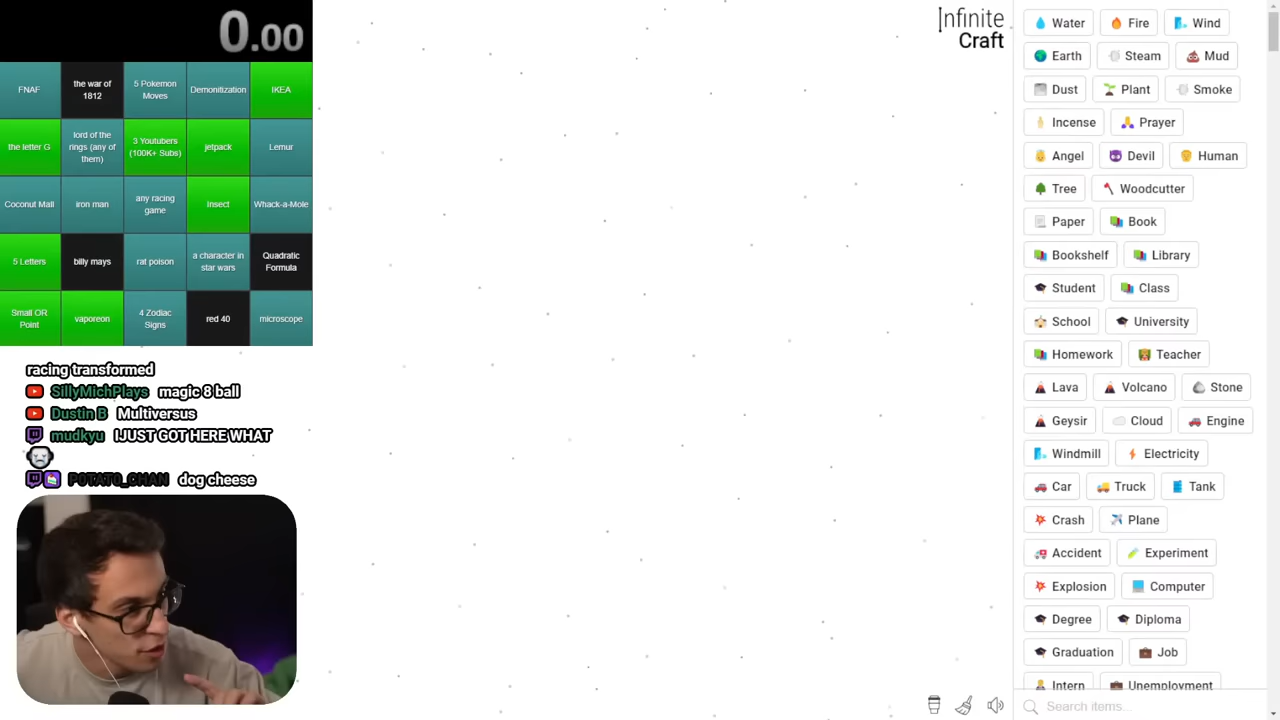 0.00
FNAF
the war of
1812
5 Pokemon
Moves
Demonitization
IKEA
the letter G
lord of the
rings (any of
them)
3 Youtubers
(100K+ Subs)
jetpack
Lemur
Coconut Mall
iron man
any racing
game
Insect
Whack-a-Mole
5 Letters
billy mays
rat poison
a character in
star wars
Quadratic
Formula
Small OR
Point
vaporeon
4 Zodiac
Signs
red 40
microscope
racing transformed
SillyMichPlays magic 8 ball
Dustin B Multiversus
mudkyu I JUST GOT HERE WHAT
P0TAT0_CHAN dog cheese
Infinite
Craft
Water
Fire
Wind
Earth
Steam
Mud
Dust
Plant
Smoke
Incense
Prayer
Angel
Devil
Human
Tree
Woodcutter
Paper
Book
Bookshelf
Library
Student
Class
School
University
Homework
Teacher
Lava
Volcano
Stone
Geysir
Cloud
Engine
Windmill
Electricity
Car
Truck
Tank
Crash
Plane
Accident
Experiment
Explosion
Computer
Degree
Diploma
Graduation
Job
Intern
Unemployment
Search items...